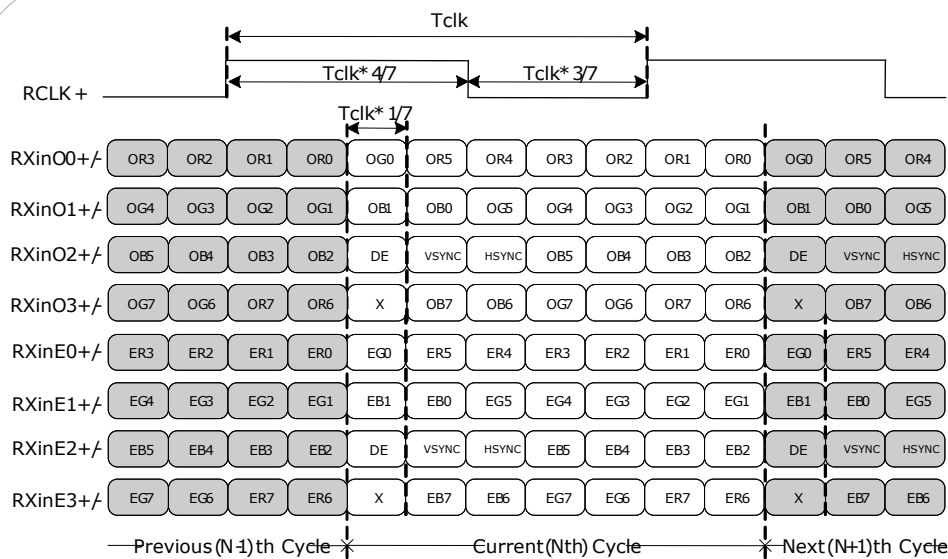 Tclk
Tclk* 4/7 Tclk* 3/7
RCLK +
Tclk* 1/7
RXinO0+/- OR3 OR2 OR1 OR0 OG0 OR5 OR4 OR3 OR2 OR1 OR0 OG0 OR5 OR4
RXinO1+/- OG4 OG3 OG2 OG1 OB1 OB0 OG5 OG4 OG3 OG2 OG1 OB1 OB0 OG5
RXinO2+/- OB5 OB4 OB3 OB2 DE VSYNC HSYNC OB5 OB4 OB3 OB2 DE VSYNC HSYNC
RXinO3+/- OG7 OG6 OR7 OR6 X OB7 OB6 OG7 OG6 OR7 OR6 X OB7 OB6
RXinE0+/- ER3 ER2 ER1 ER0 EG0 ER5 ER4 ER3 ER2 ER1 ER0 EG0 ER5 ER4
RXinE1+/- EG4 EG3 EG2 EG1 EB1 EB0 EG5 EG4 EG3 EG2 EG1 EB1 EB0 EG5
RXinE2+/- EB5 EB4 EB3 EB2 DE VSYNC HSYNC EB5 EB4 EB3 EB2 DE VSYNC HSYNC
RXinE3+/- EG7 EG6 ER7 ER6 X EB7 EB6 EG7 EG6 ER7 ER6 X EB7 EB6
Previous(N-1)th Cycle Current(Nth) Cycle Next(N+1)th Cycle